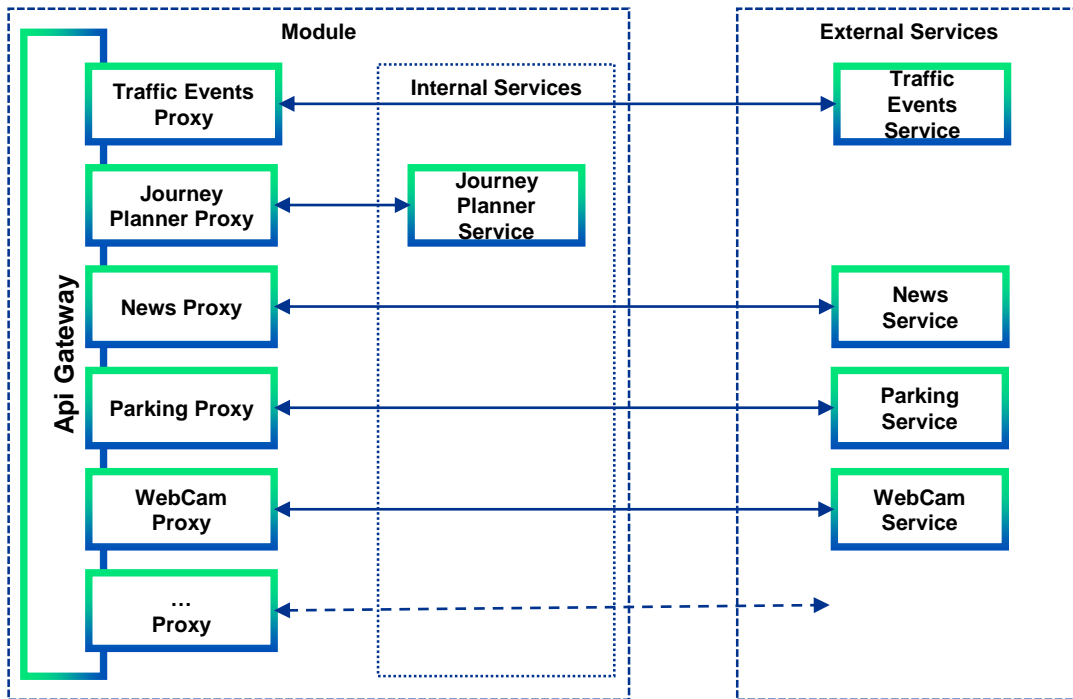 Module
External Services
Api Gateway
Traffic Events
Proxy
Internal Services
Traffic
Events
Service
Journey
Planner Proxy
Journey
Planner
Service
News Proxy
News
Service
Parking Proxy
Parking
Service
WebCam
Proxy
WebCam
Service
...
Proxy